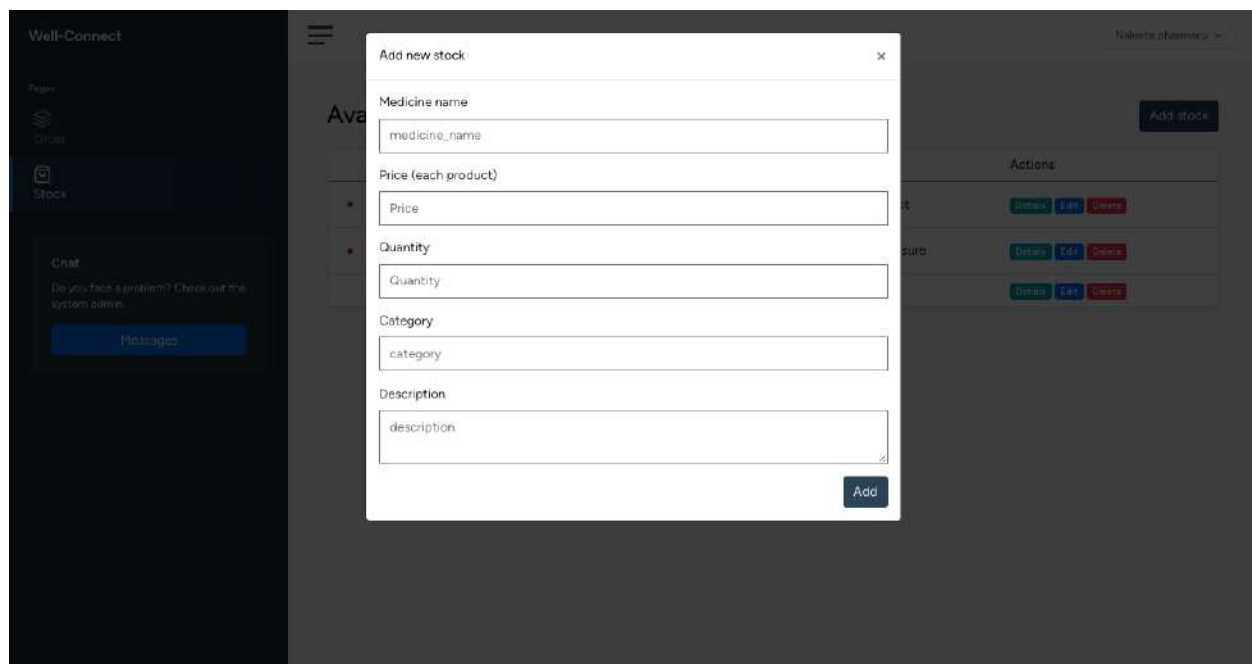 Well-Connect
Pages
Order
Stock
Chat
Do you face a problem? Check out the
system admin.
Messages
pharmacy
Ava
Add stock
Actions
Details Edit Delete
sure
Details Edit Delete
Details Edit Delete
Add new stock
×
Medicine name
medicine_name
Price (each product)
Price
Quantity
Quantity
Category
category
Description
description
Add